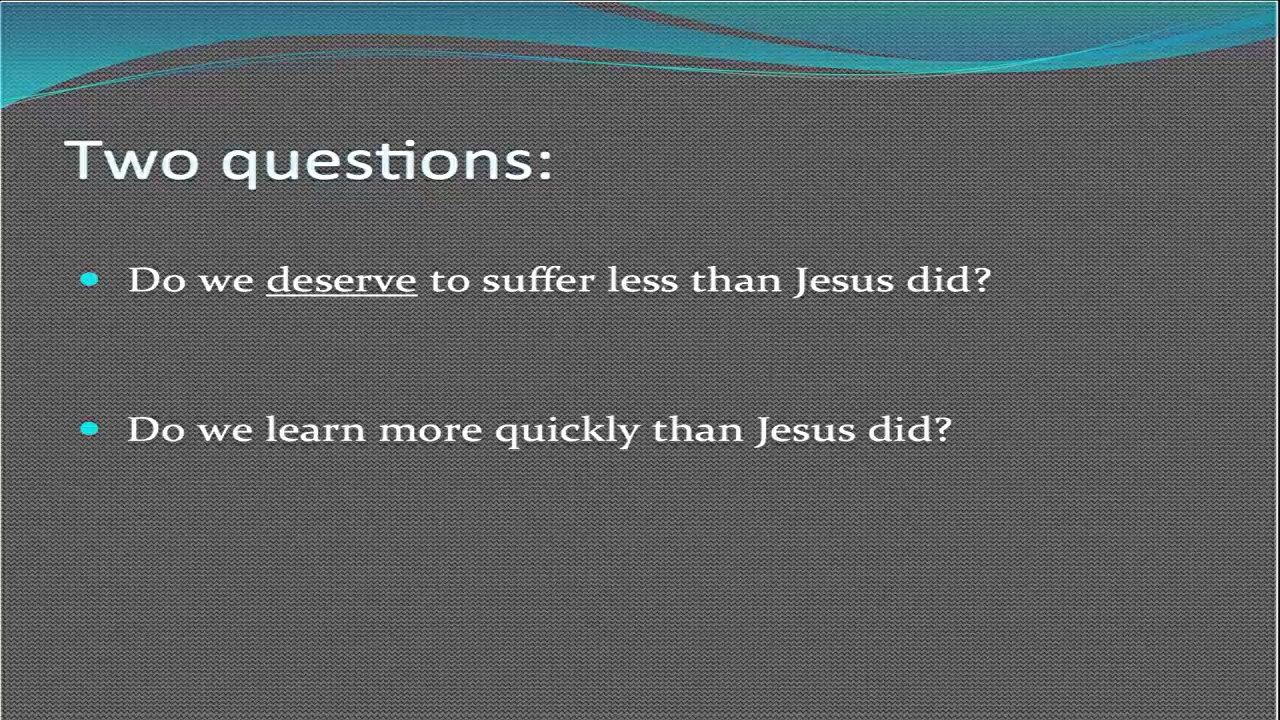 Two questions:
Do we deserve to suffer less than Jesus did?
Do we learn more quickly than Jesus did?